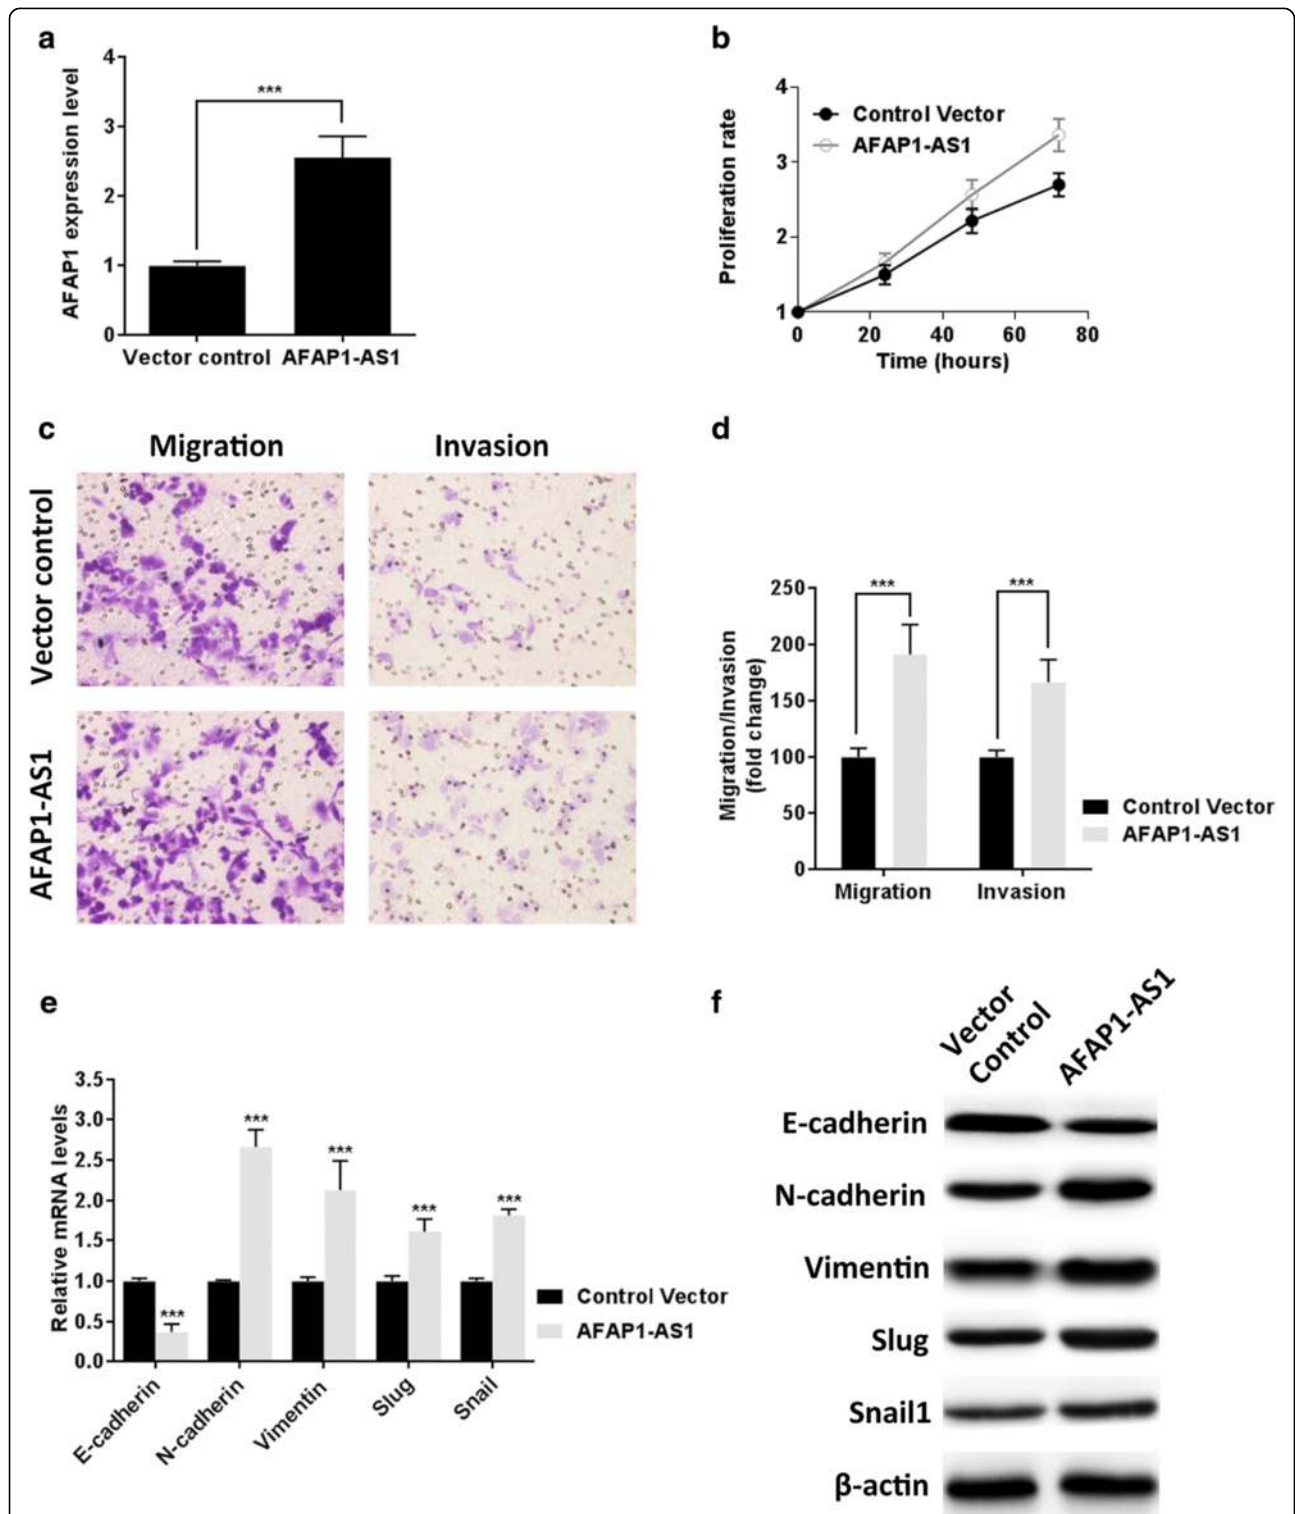 a
AFAP1 expression level
4
3
2
1
0
***
Vector control
AFAP1-AS1
b
Proliferation rate
4
3
2
1
Control Vector
AFAP1-AS1
0
20
40
60
80
Time (hours)
c
Migration
Invasion
Vector control
AFAP1-AS1
d
Migration/Invasion
(fold change)
250
200
150
100
50
0
***
***
Migration
Invasion
Control Vector
AFAP1-AS1
e
Relative mRNA levels
3.5
3.0
2.5
2.0
1.5
1.0
0.5
0.0
***
***
***
***
***
E-cadherin
N-cadherin
Vimentin
Slug
Snail
Control Vector
AFAP1-AS1
f
Vector
Control
AFAP1-AS1
E-cadherin
N-cadherin
Vimentin
Slug
Snail1
β-actin